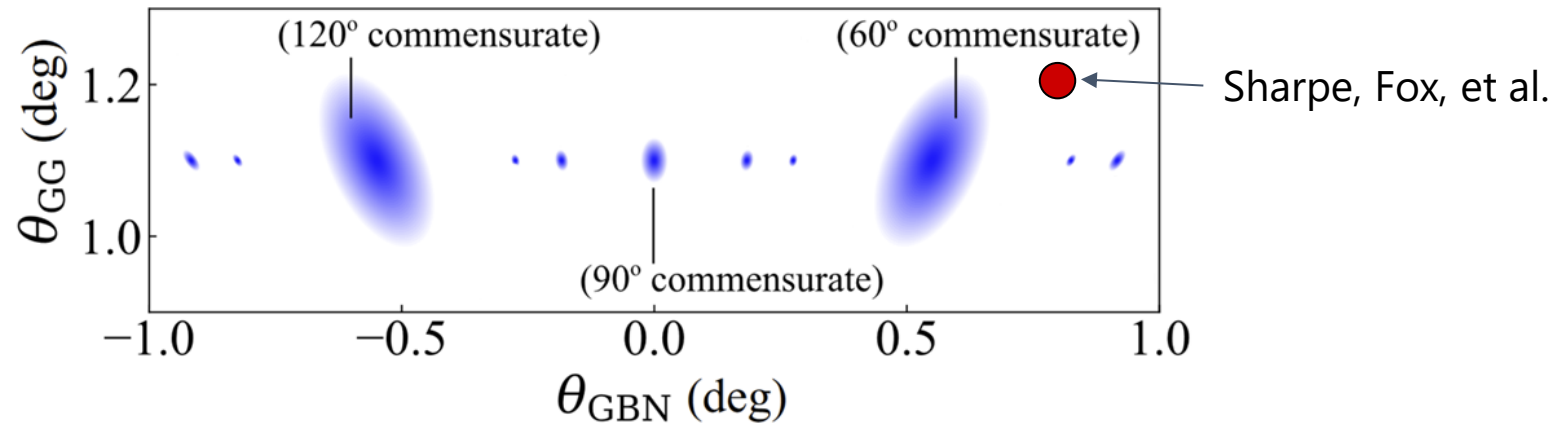 (120° commensurate)
(60° commensurate)
Sharpe, Fox, et al.
θGG (deg)
1.2
1.0
(90° commensurate)
−1.0
−0.5
0.0
0.5
1.0
θGBN (deg)